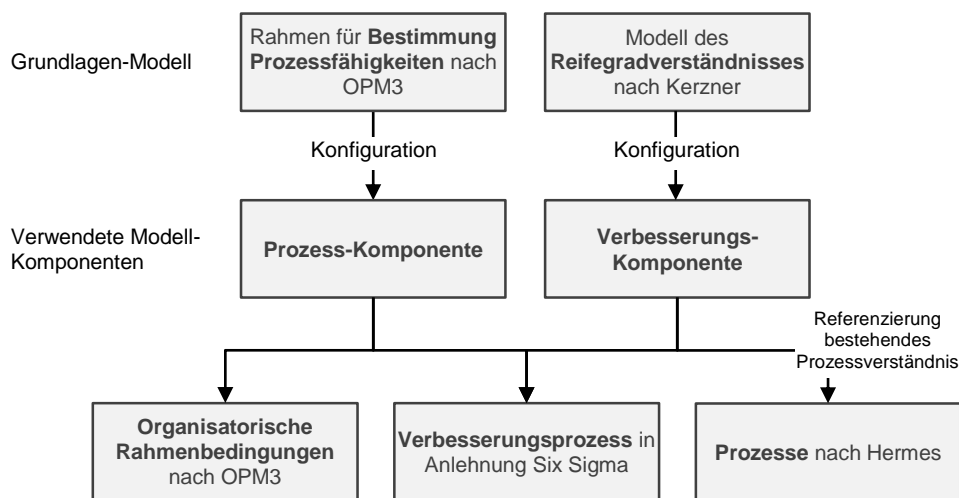 Grundlagen-Modell
Rahmen für Bestimmung
Prozessfähigkeiten nach
OPM3
Modell des
Reifegradverständnisses
nach Kerzner
Konfiguration
Konfiguration
Verwendete Modell-
Komponenten
Prozess-Komponente
Verbesserungs-
Komponente
Referenzierung
bestehendes
Prozessverständnis
Organisatorische
Rahmenbedingungen
nach OPM3
Verbesserungsprozess in
Anlehnung Six Sigma
Prozesse nach Hermes